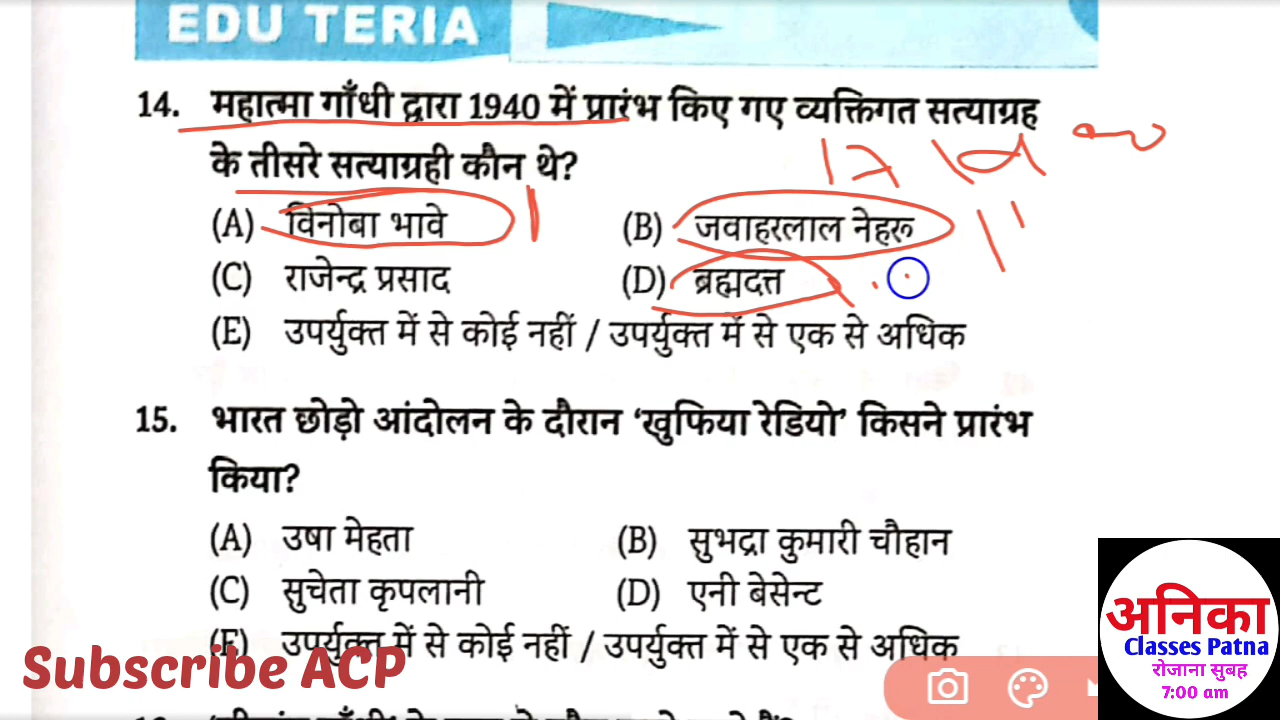 EDU TERIA
14. महात्मा गाँधी द्वारा 1940 में प्रारंभ किए गए व्यक्तिगत सत्याग्रह
के तीसरे सत्याग्रही कौन थे?
(A) विनोबा भावे (B) जवाहरलाल नेहरू
(C) राजेन्द्र प्रसाद (D) ब्रह्मदत्त
(E) उपर्युक्त में से कोई नहीं / उपर्युक्त में से एक से अधिक
15. भारत छोड़ो आंदोलन के दौरान ‘खुफिया रेडियो’ किसने प्रारंभ
किया?
(A) उषा मेहता (B) सुभद्रा कुमारी चौहान
(C) सुचेता कृपलानी (D) एनी बेसेन्ट
(E) उपर्युक्त में से कोई नहीं / उपर्युक्त में से एक से अधिक
Subscribe ACP
अनिका
Classes Patna
रोजाना सुबह
7:00 am